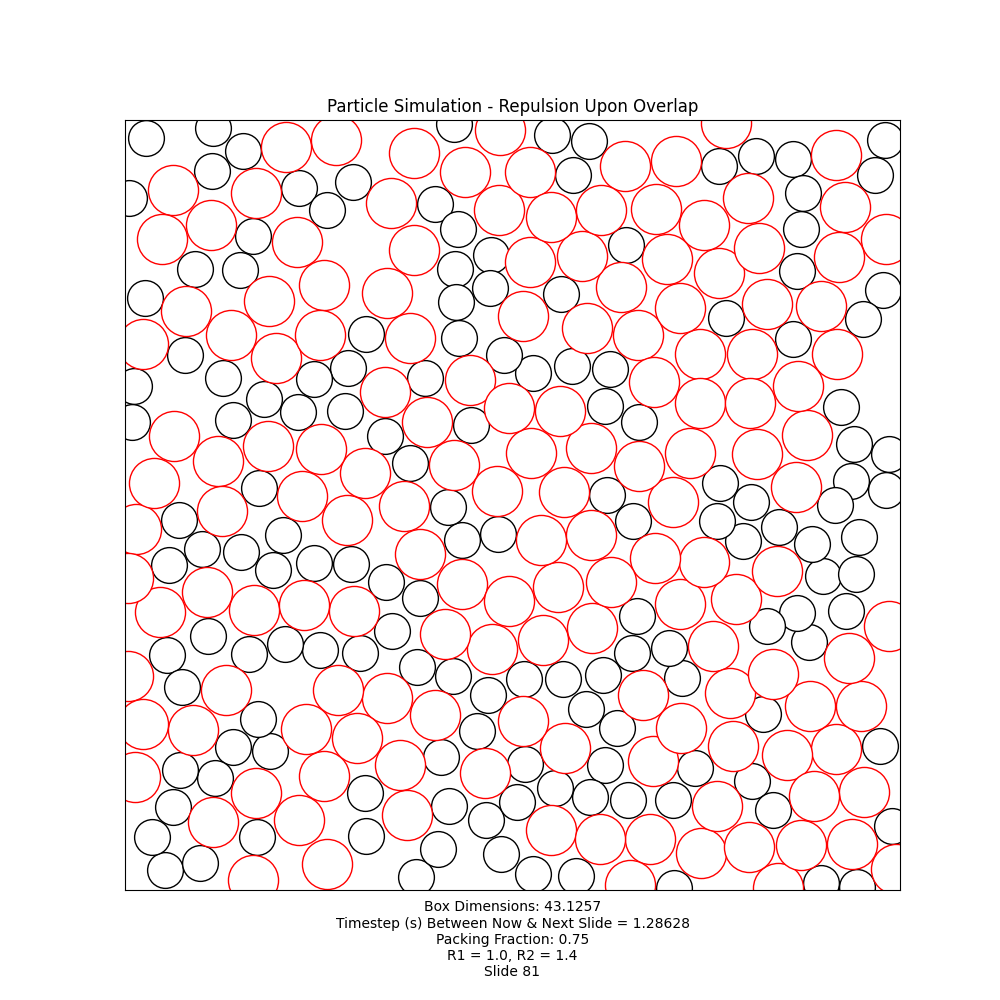 Particle Simulation - Repulsion Upon Overlap
Box Dimensions: 43.1257
Timestep (s) Between Now & Next Slide = 1.28628
Packing Fraction: 0.75
R1 = 1.0, R2 = 1.4
Slide 81